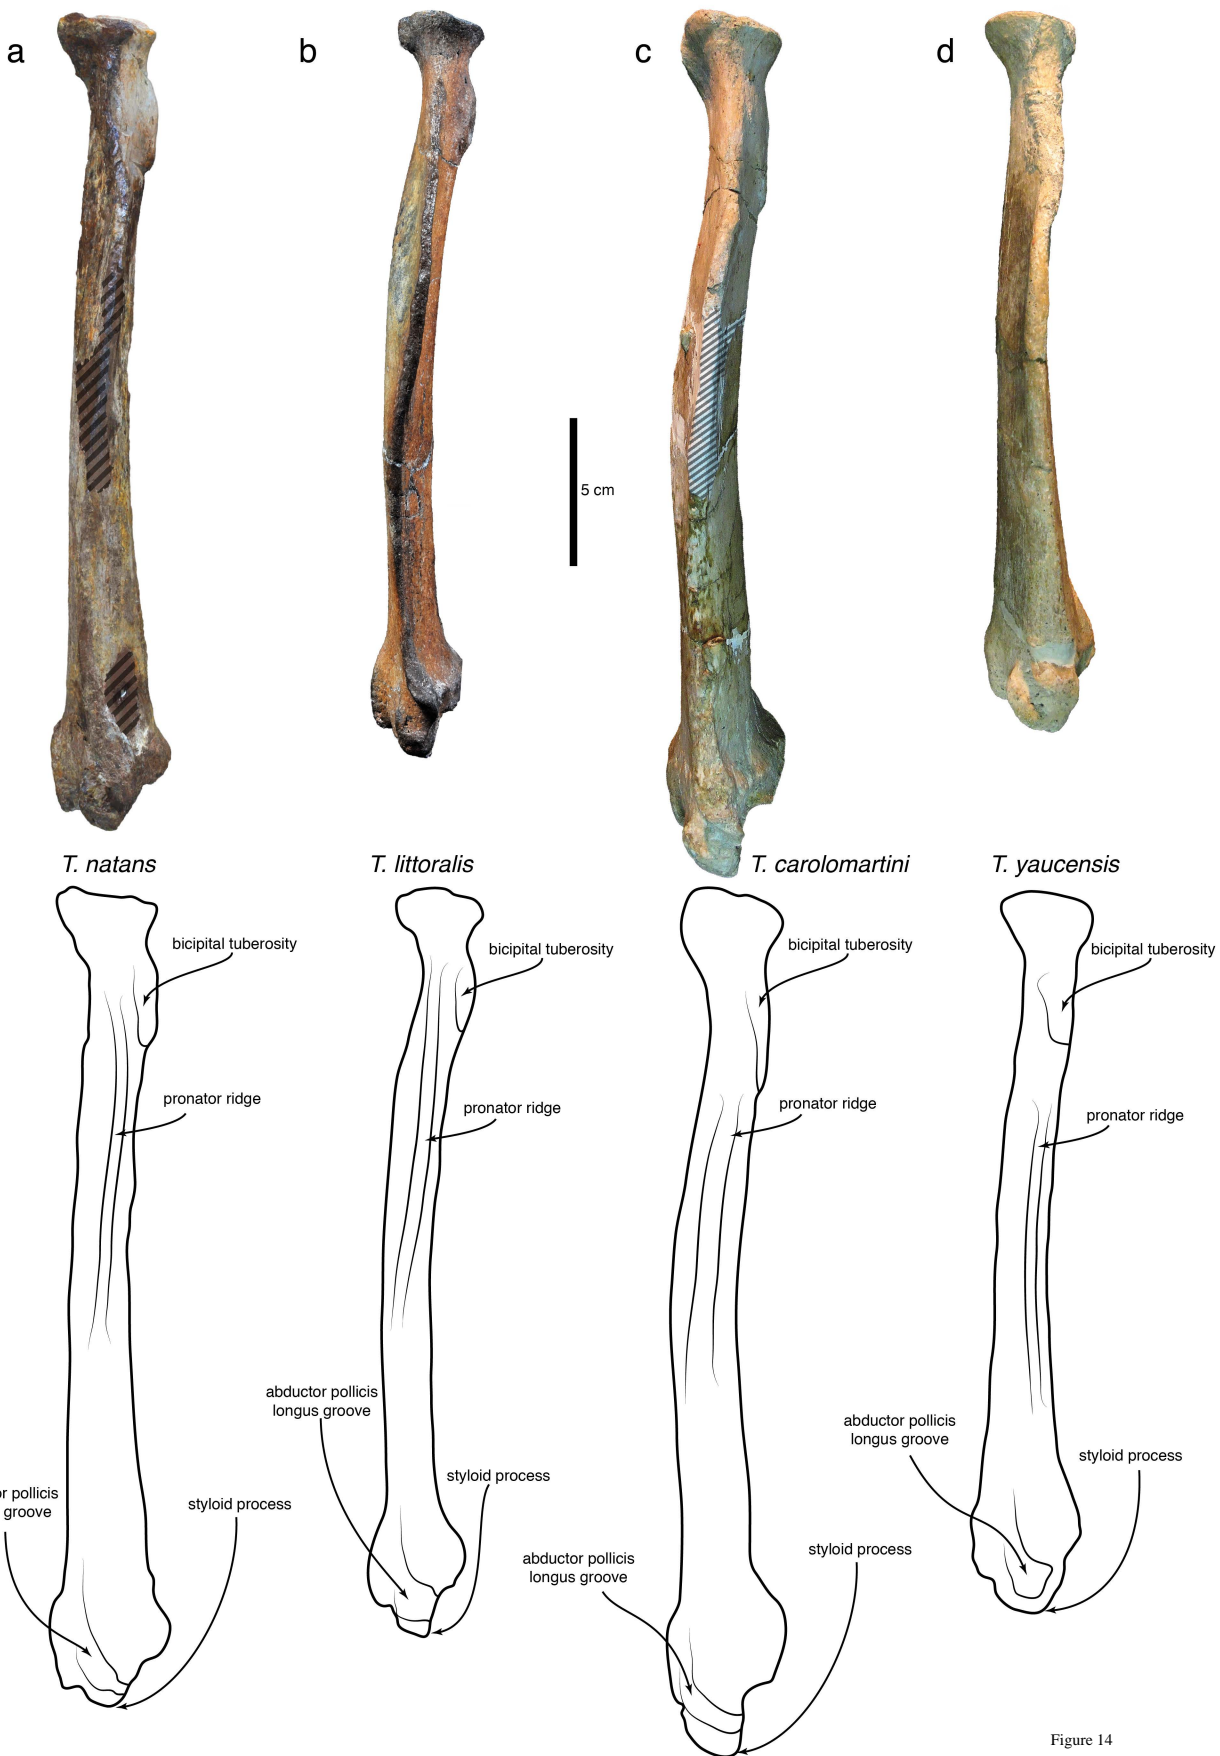 a
b
c
d
5 cm
T. natans
T. littoralis
T. carolomartini
T. yaucensis
bicipital tuberosity
bicipital tuberosity
bicipital tuberosity
bicipital tuberosity
pronator ridge
pronator ridge
pronator ridge
pronator ridge
abductor pollicis
longus groove
abductor pollicis
longus groove
styloid process
styloid process
pollicis
groove
styloid process
abductor pollicis
longus groove
styloid process
Figure 14